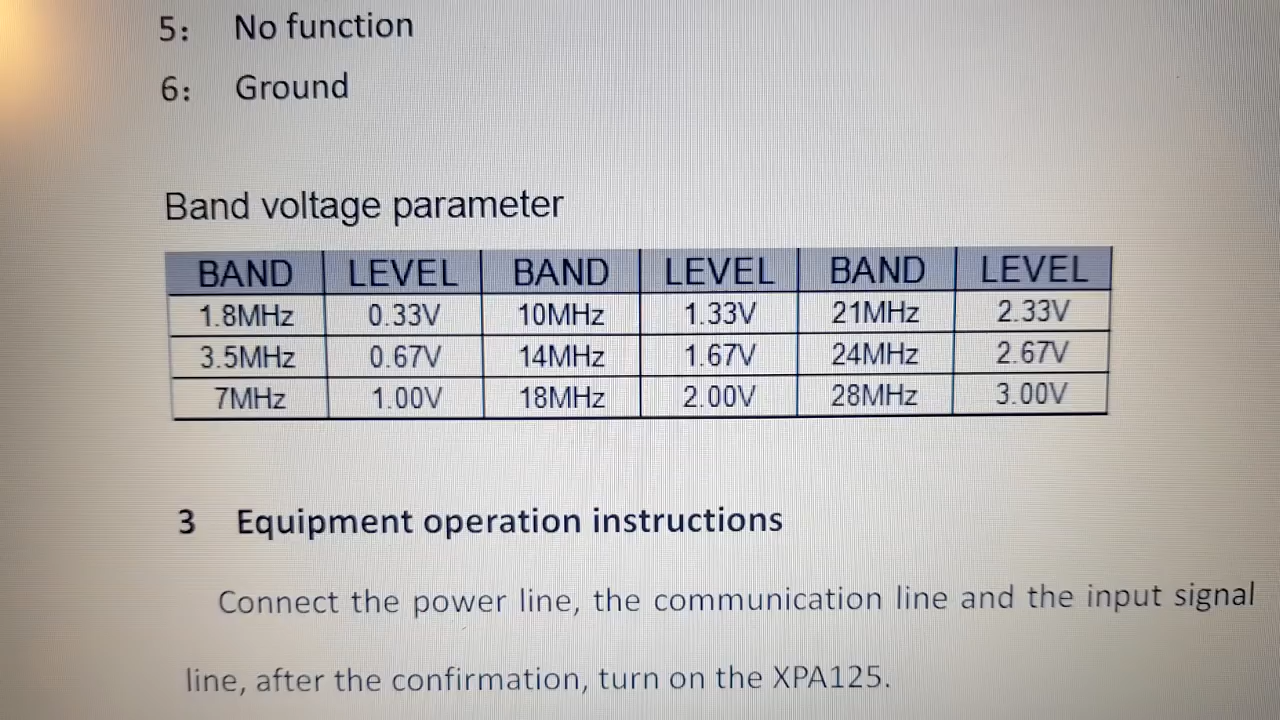 5: No function
6: Ground
Band voltage parameter
BAND LEVEL BAND LEVEL BAND LEVEL
1.8MHz 0.33V 10MHz 1.33V 21MHz 2.33V
3.5MHz 0.67V 14MHz 1.67V 24MHz 2.67V
7MHz 1.00V 18MHz 2.00V 28MHz 3.00V
3 Equipment operation instructions
Connect the power line, the communication line and the input signal
line, after the confirmation, turn on the XPA125.